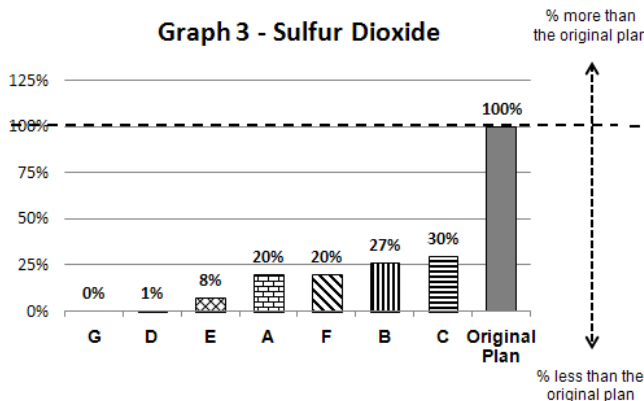 Graph 3 - Sulfur Dioxide
% more than
the original plan
125%
100%
75%
50%
25%
0%
0%
1%
8%
20%
20%
27%
30%
100%
G
D
E
A
F
B
C
Original
Plan
% less than the
original plan